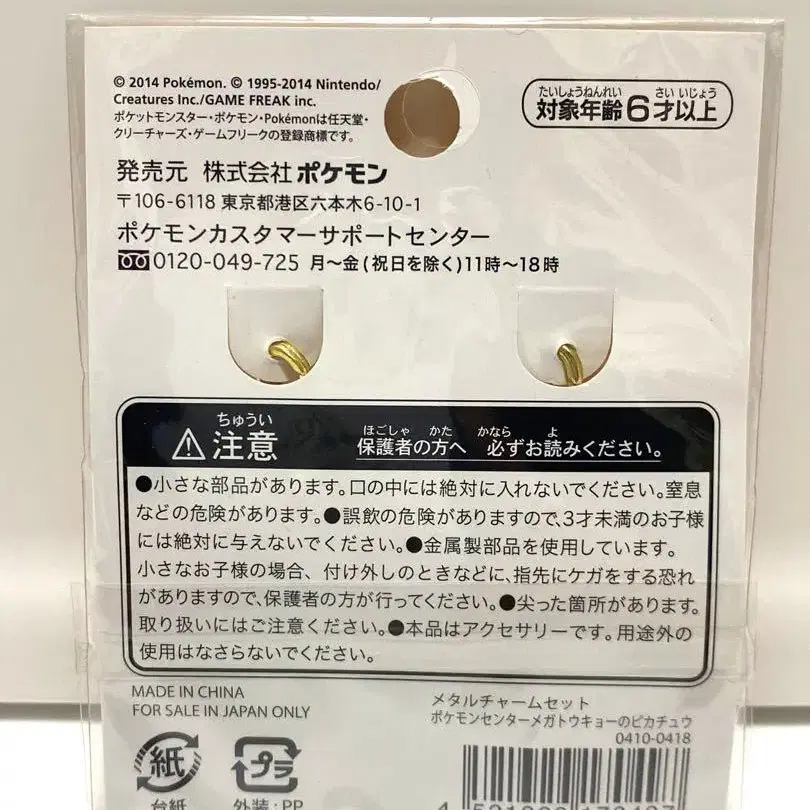 © 2014 Pokémon. © 1995-2014 Nintendo/
Creatures Inc./GAME FREAK inc.
ポケットモンスター・ポケモン・Pokémonは任天堂・
クリーチャーズ・ゲームフリークの登録商標です。
たいしょうねんれい さい いじょう
対象年齢6才以上
発売元 株式会社ポケモン
〒106-6118 東京都港区六本木6-10-1
ポケモンカスタマーサポートセンター
0120-049-725 月～金(祝日を除く)11時～18時
ちゅうい
注意
ほごしゃ かた かなら よ
保護者の方へ 必ずお読みください。
●小さな部品があります。口の中には絶対に入れないでください。窒息
などの危険があります。●誤飲の危険がありますので、3才未満のお子様
には絶対に与えないでください。●金属製部品を使用しています。
小さなお子様の場合、付け外しのときなどに、指先にケガをする恐れ
がありますので、保護者の方が行ってください。●尖った箇所があります。
取り扱いにはご注意ください。●本品はアクセサリーです。用途外の
使用はなさらないでください。
MADE IN CHINA
FOR SALE IN JAPAN ONLY
メタルチャームセット
ポケモンセンターメガトウキョーのピカチュウ
0410-0418
紙
台紙
プラ
外装:PP